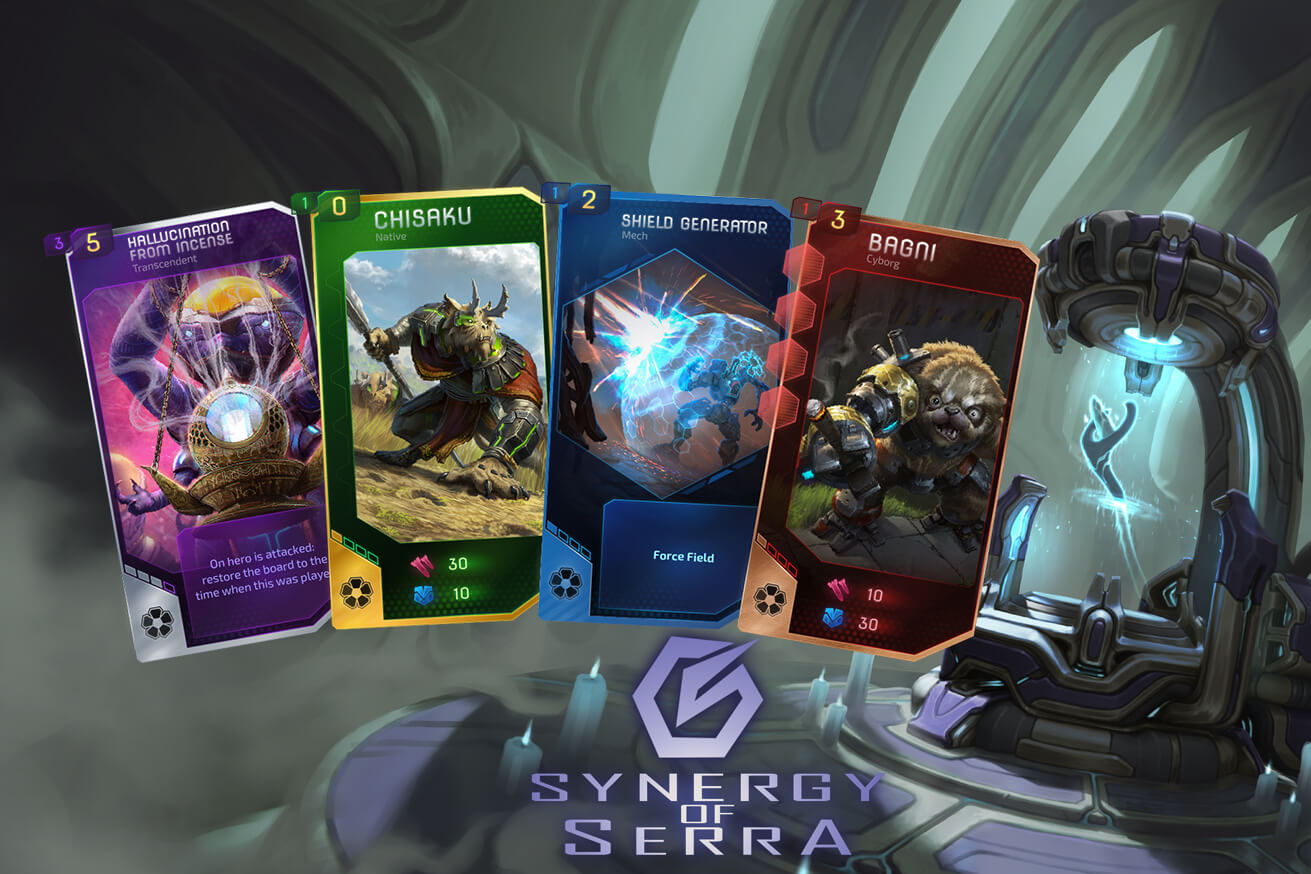 3 5 HALLUCINATION
FROM INCENSE
Transcendent
On hero is attacked:
restore the board to the
time when this was playe
1 0 CHISAKU
Native
30
10
1 2 SHIELD GENERATOR
Mech
Force Field
1 3 BAGNI
Cyborg
10
30
SYNERGY
OF
SERRA